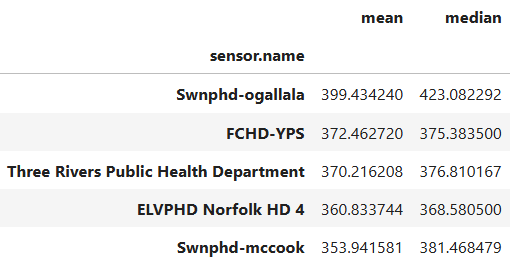 mean median
sensor.name
Swnphd-ogallala 399.434240 423.082292
FCHD-YPS 372.462720 375.383500
Three Rivers Public Health Department 370.216208 376.810167
ELVPHD Norfolk HD 4 360.833744 368.580500
Swnphd-mccook 353.941581 381.468479